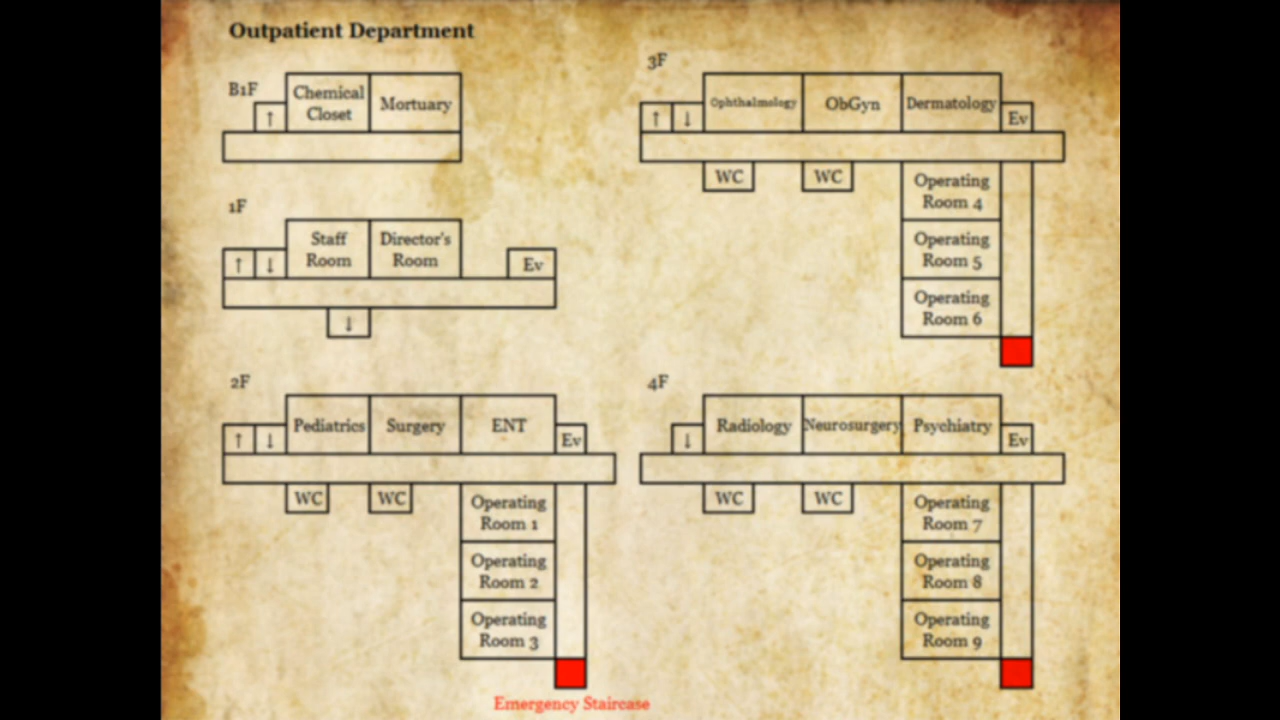 Outpatient Department
B1F
Chemical
Closet
Mortuary
↑
1F
Staff
Room
Director's
Room
↑
↓
Ev
↓
2F
Pediatrics
Surgery
ENT
↑
↓
Ev
WC
WC
Operating
Room 1
Operating
Room 2
Operating
Room 3
Emergency Staircase
3F
Ophthalmology
ObGyn
Dermatology
↑
↓
Ev
WC
WC
Operating
Room 4
Operating
Room 5
Operating
Room 6
4F
Radiology
Neurosurgery
Psychiatry
↓
Ev
WC
WC
Operating
Room 7
Operating
Room 8
Operating
Room 9